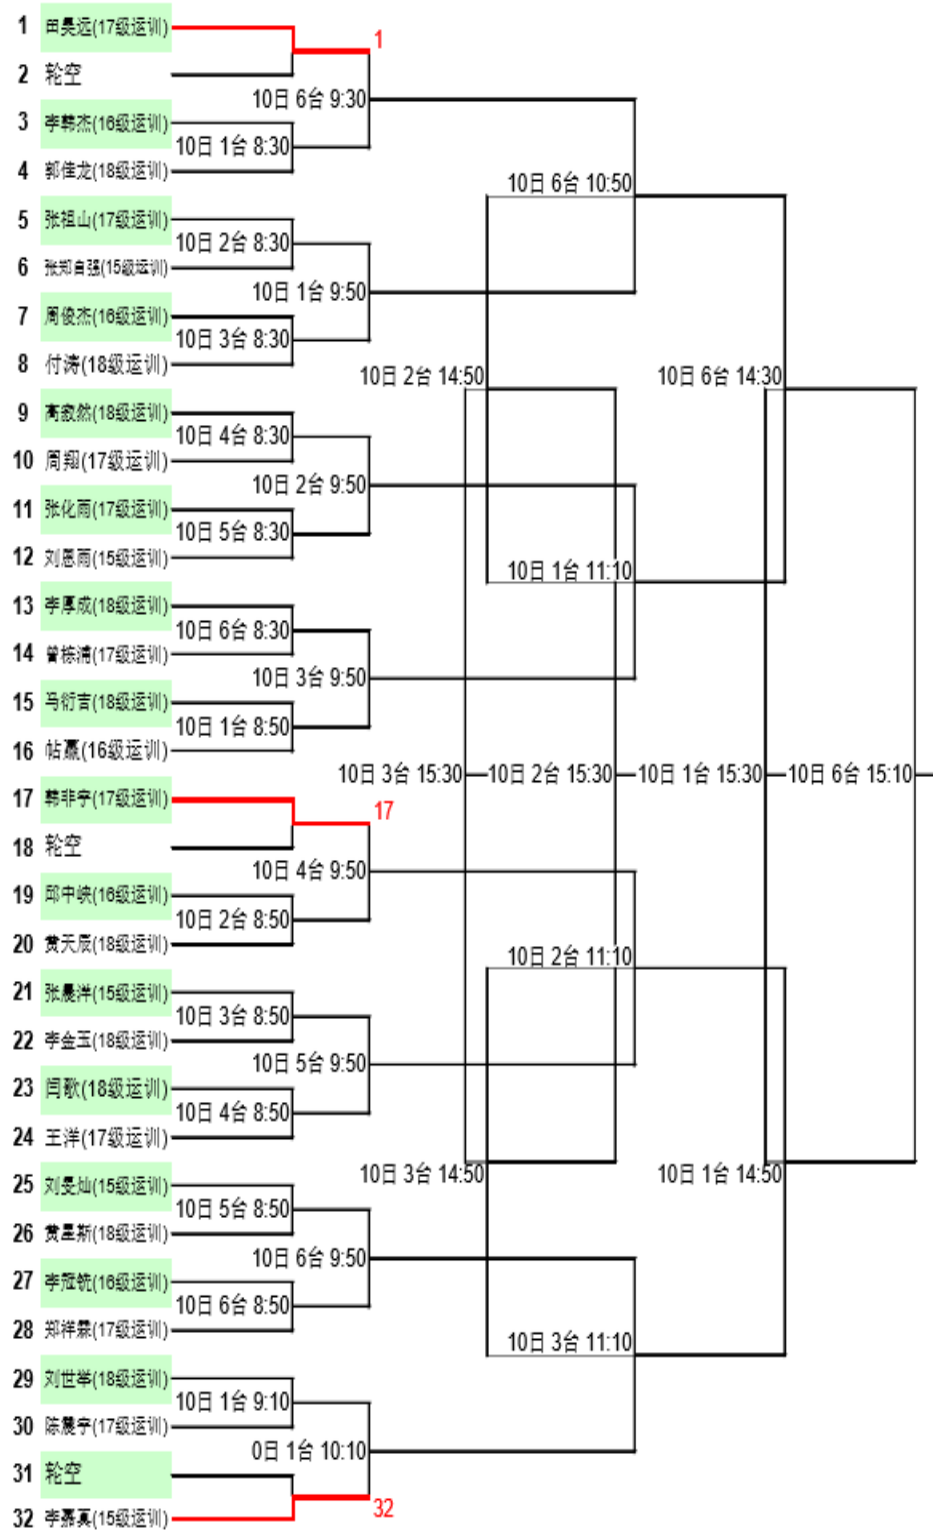 1 田昊远(17级运训)
1
2 轮空
10日 6台 9:30
3 李韩杰(16级运训)
10日 1台 8:30
4 郭佳龙(18级运训)
10日 6台 10:50
5 张祖山(17级运训)
10日 2台 8:30
6 张郑自强(15级运训)
10日 1台 9:50
7 周俊杰(16级运训)
10日 3台 8:30
8 付涛(18级运训)
10日 2台 14:50
10日 6台 14:30
9 高寂然(18级运训)
10日 4台 8:30
10 周翔(17级运训)
10日 2台 9:50
11 张化雨(17级运训)
10日 5台 8:30
12 刘恩雨(15级运训)
10日 1台 11:10
13 李厚成(18级运训)
10日 6台 8:30
14 曾栋浦(17级运训)
10日 3台 9:50
15 马衍吉(18级运训)
10日 1台 8:50
16 帖赢(16级运训)
10日 3台 15:30
10日 2台 15:30
10日 1台 15:30
10日 6台 15:10
17 韩非宇(17级运训)
17
18 轮空
10日 4台 9:50
19 邱中峡(16级运训)
10日 2台 8:50
20 黄天辰(18级运训)
10日 2台 11:10
21 张晨洋(15级运训)
10日 3台 8:50
22 李金玉(18级运训)
10日 5台 9:50
23 闫歌(18级运训)
10日 4台 8:50
24 王洋(17级运训)
10日 3台 14:50
10日 1台 14:50
25 刘旻灿(15级运训)
10日 5台 8:50
26 黄星斯(18级运训)
10日 6台 9:50
27 李冠铣(16级运训)
10日 6台 8:50
28 郑祥霖(17级运训)
10日 3台 11:10
29 刘世举(18级运训)
10日 1台 9:10
30 陈震宇(17级运训)
0日 1台 10:10
31 轮空
32
32 李嘉真(15级运训)